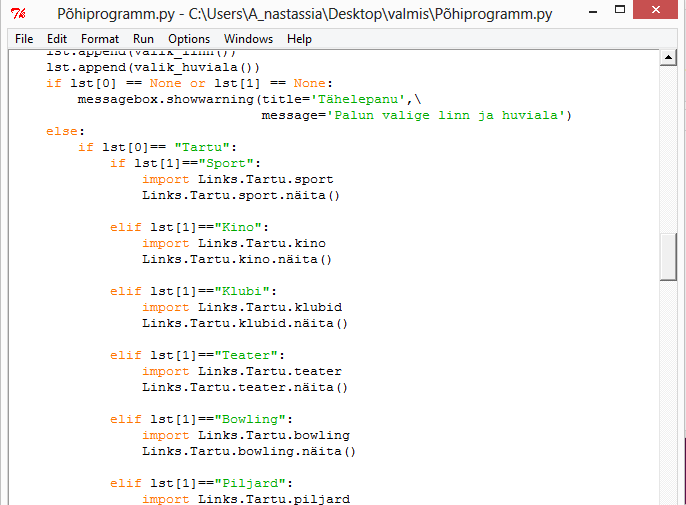 Põhiprogramm.py - C:\Users\A_nastassia\Desktop\valmis\Põhiprogramm.py
File Edit Format Run Options Windows Help
lst.append(valik_linn())
lst.append(valik_huviala())
if lst[0] == None or lst[1] == None:
messagebox.showwarning(title='Tähelepanu',\
message='Palun valige linn ja huviala')
else:
if lst[0]== "Tartu":
if lst[1]=="Sport":
import Links.Tartu.sport
Links.Tartu.sport.näita()
elif lst[1]=="Kino":
import Links.Tartu.kino
Links.Tartu.kino.näita()
elif lst[1]=="Klubi":
import Links.Tartu.klubid
Links.Tartu.klubid.näita()
elif lst[1]=="Teater":
import Links.Tartu.teater
Links.Tartu.teater.näita()
elif lst[1]=="Bowling":
import Links.Tartu.bowling
Links.Tartu.bowling.näita()
elif lst[1]=="Piljard":
import Links.Tartu.piljard